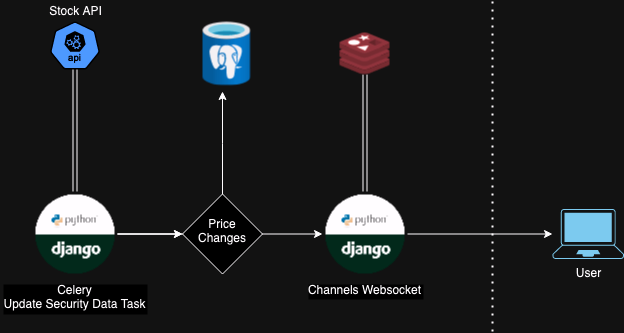 Stock API
api
python
django
Celery
Update Security Data Task
Price
Changes
python
django
Channels Websocket
User